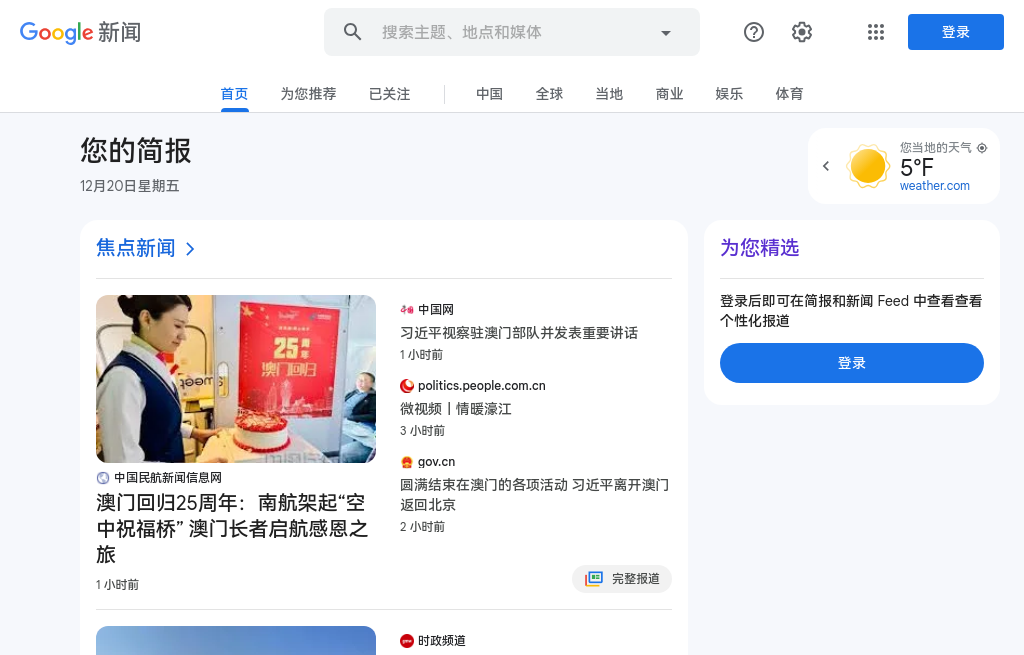 Google 新闻
搜索主题、地点和媒体
登录
首页
为您推荐
已关注
中国
全球
当地
商业
娱乐
体育
您的简报
12月20日星期五
您当地的天气
5°F
weather.com
焦点新闻
25周年
澳门回归
中国民航新闻信息网
澳门回归25周年：南航架起“空
中祝福桥” 澳门长者启航感恩之
旅
1 小时前
中国网
习近平视察驻澳门部队并发表重要讲话
1 小时前
politics.people.com.cn
微视频丨情暖濠江
3 小时前
gov.cn
圆满结束在澳门的各项活动 习近平离开澳门
返回北京
2 小时前
完整报道
时政频道
为您精选
登录后即可在简报和新闻 Feed 中查看查看
个性化报道
登录